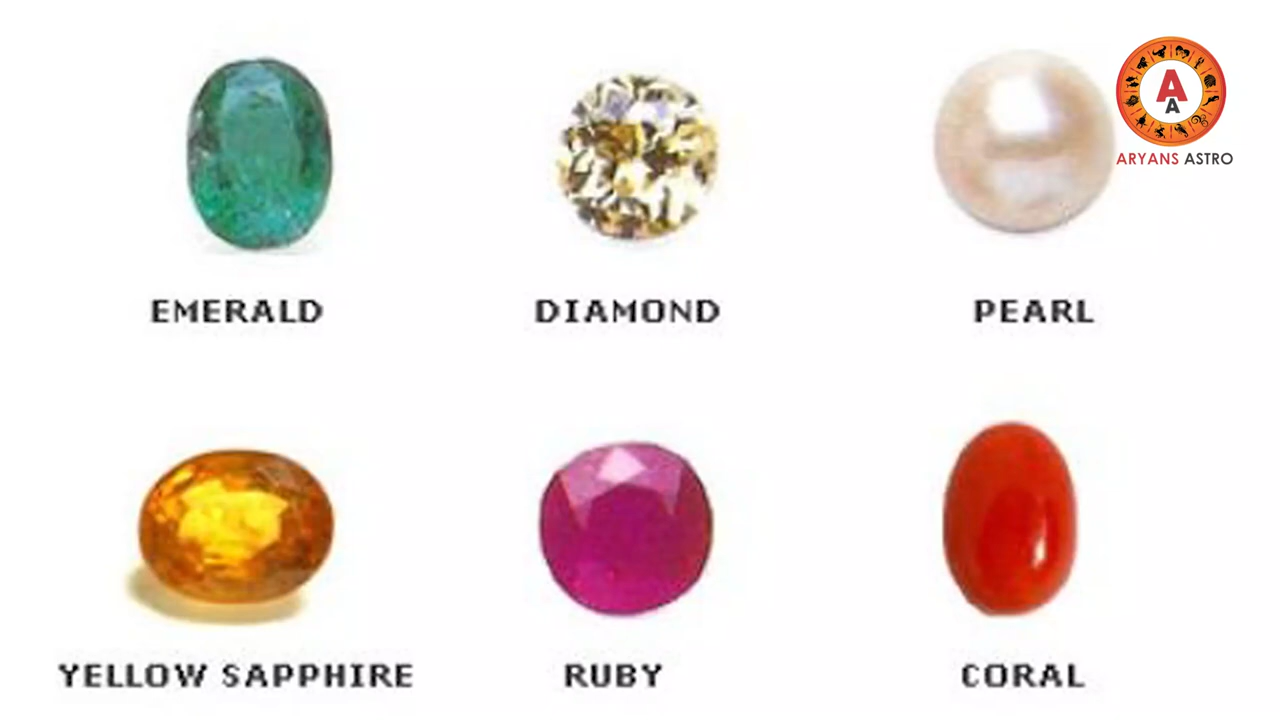 A
A
ARYANS ASTRO
EMERALD
DIAMOND
PEARL
YELLOW SAPPHIRE
RUBY
CORAL